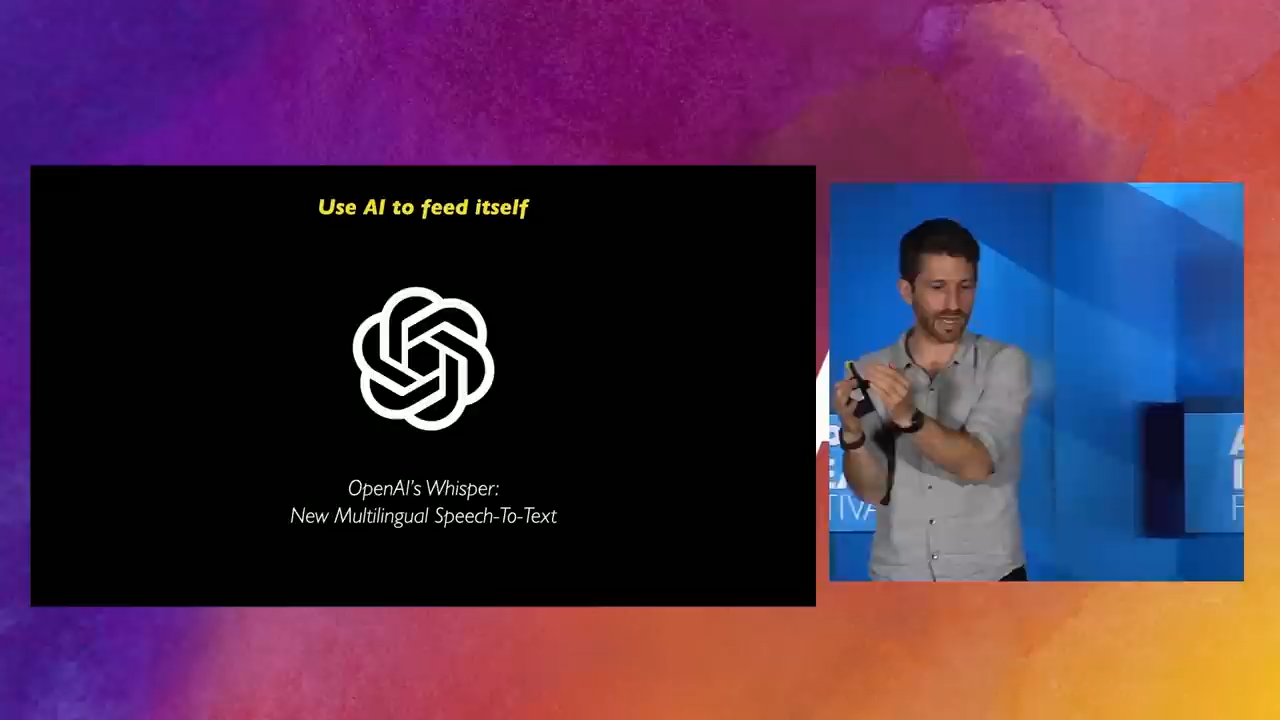 Use AI to feed itself
OpenAI's Whisper:
New Multilingual Speech-To-Text